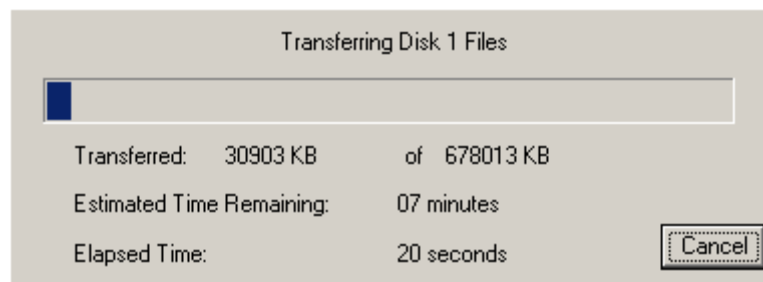 Transferring Disk 1 Files
Transferred: 30903 KB of 678013 KB
Estimated Time Remaining: 07 minutes
Elapsed Time: 20 seconds
Cancel